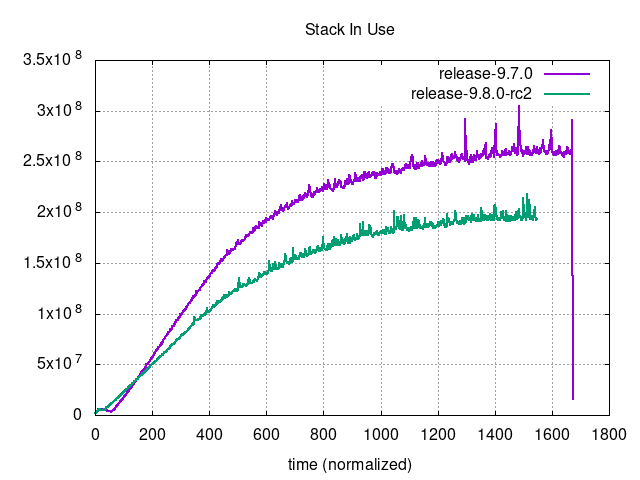 Stack In Use
3.5x10^8
3x10^8
2.5x10^8
2x10^8
1.5x10^8
1x10^8
5x10^7
0
release-9.7.0
release-9.8.0-rc2
0 200 400 600 800 1000 1200 1400 1600 1800
time (normalized)